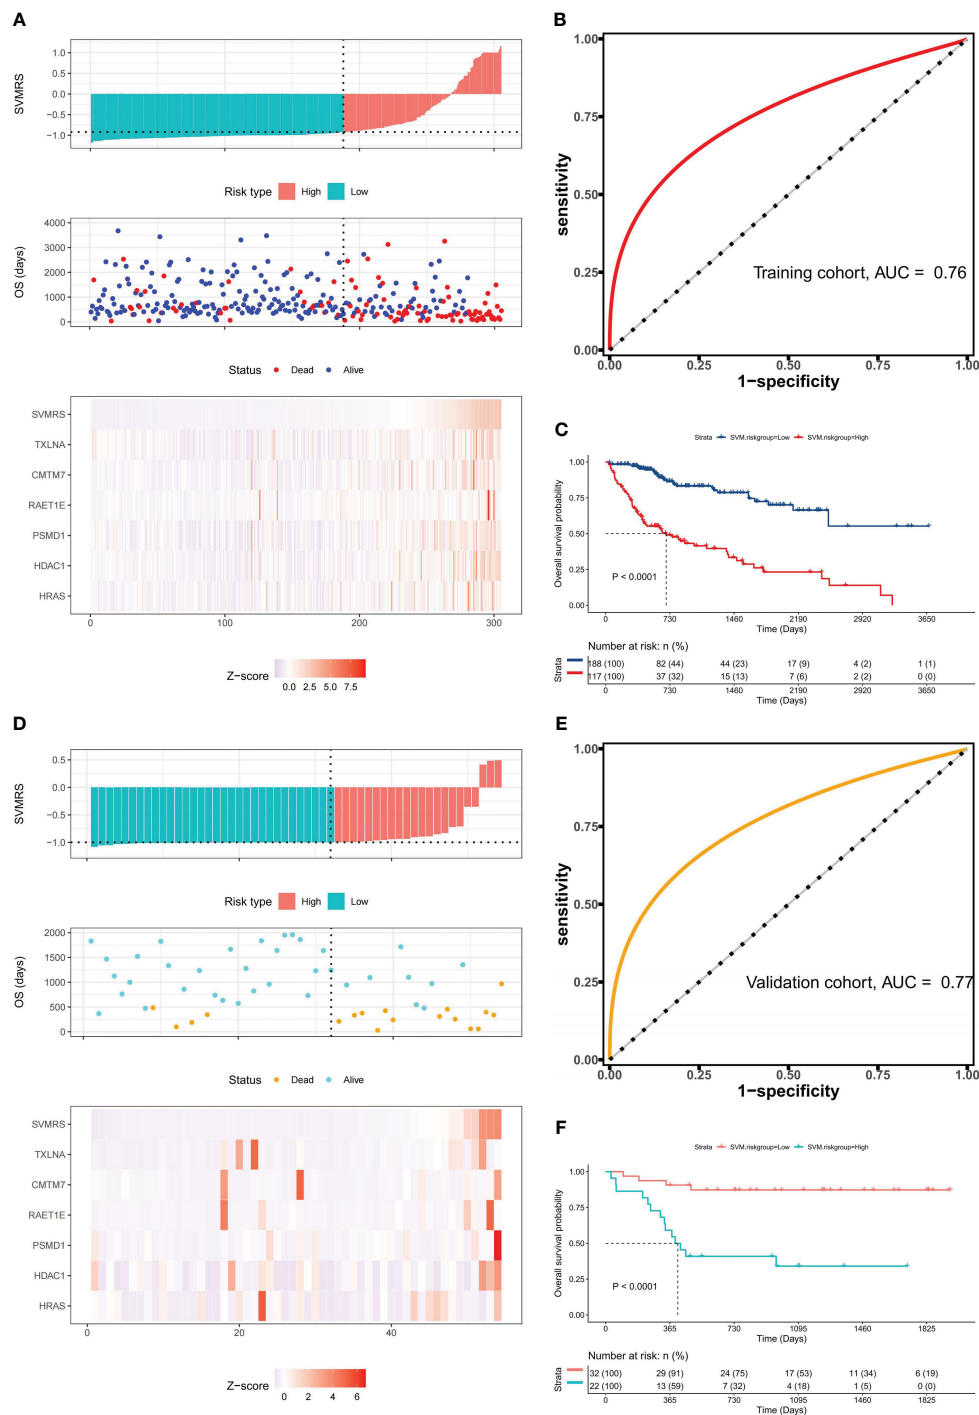 A
SVMRS
1.0
0.5
0.0
−0.5
−1.0
Risk type High Low
OS (days)
4000
3000
2000
1000
0
Status Dead Alive
SVMRS
TXLNA
CMTM7
RAET1E
PSMD1
HDAC1
HRAS
0 100 200 300
Z−score
0.0 2.5 5.0 7.5
B
sensitivity
1.00
0.75
0.50
0.25
0.00
Training cohort, AUC = 0.76
0.00 0.25 0.50 0.75 1.00
1-specificity
C
Strata SVM.riskgroup=Low SVM.riskgroup=High
Overall survival probability
1.00
0.75
0.50
0.25
0.00
P < 0.0001
0 730 1460 2190 2920 3650
Time (Days)
Number at risk: n (%)
Strata
188 (100) 82 (44) 44 (23) 17 (9) 4 (2) 1 (1)
117 (100) 37 (32) 15 (13) 7 (6) 2 (2) 0 (0)
0 730 1460 2190 2920 3650
Time (Days)
D
SVMRS
0.5
0.0
−0.5
−1.0
Risk type High Low
OS (days)
2000
1500
1000
500
0
Status Dead Alive
SVMRS
TXLNA
CMTM7
RAET1E
PSMD1
HDAC1
HRAS
0 20 40
Z−score
0 2 4 6
E
sensitivity
1.00
0.75
0.50
0.25
0.00
Validation cohort, AUC = 0.77
0.00 0.25 0.50 0.75 1.00
1-specificity
F
Strata SVM.riskgroup=Low SVM.riskgroup=High
Overall survival probability
1.00
0.75
0.50
0.25
0.00
P < 0.0001
0 365 730 1095 1460 1825
Time (Days)
Number at risk: n (%)
Strata
32 (100) 29 (91) 24 (75) 17 (53) 11 (34) 6 (19)
22 (100) 13 (59) 7 (32) 4 (18) 1 (5) 0 (0)
0 365 730 1095 1460 1825
Time (Days)